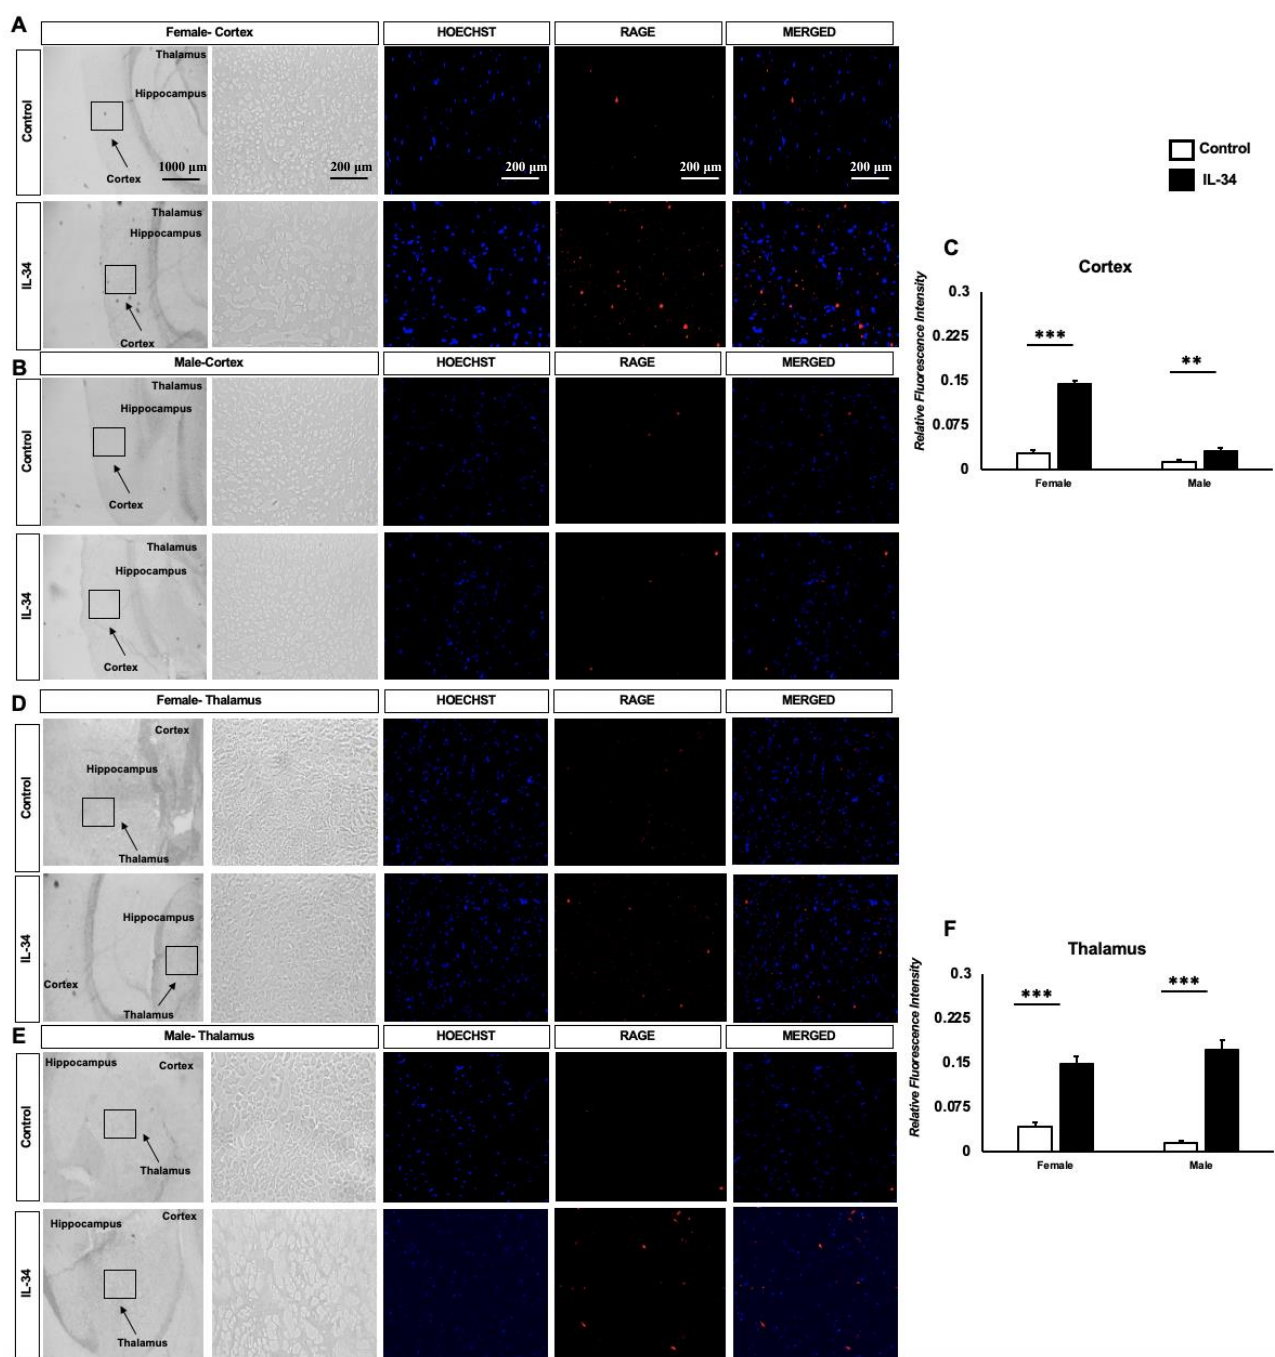 A
Female- Cortex
HOECHST
RAGE
MERGED
Control
Thalamus
Hippocampus
Cortex
1000 μm
200 μm
200 μm
200 μm
200 μm
IL-34
Thalamus
Hippocampus
Cortex
B
Male-Cortex
HOECHST
RAGE
MERGED
Control
Thalamus
Hippocampus
Cortex
IL-34
Thalamus
Hippocampus
Cortex
Control
IL-34
C
Cortex
Relative Fluorescence Intensity
0.3
0.225
0.15
0.075
0
***
**
Female
Male
D
Female- Thalamus
HOECHST
RAGE
MERGED
Control
Cortex
Hippocampus
Thalamus
IL-34
Hippocampus
Cortex
Thalamus
E
Male- Thalamus
HOECHST
RAGE
MERGED
Control
Hippocampus
Cortex
Thalamus
IL-34
Cortex
Hippocampus
Thalamus
F
Thalamus
Relative Fluorescence Intensity
0.3
0.225
0.15
0.075
0
***
***
Female
Male